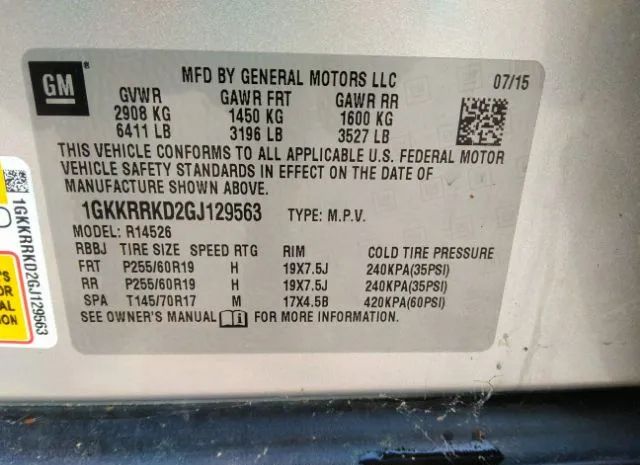 GM
MFD BY GENERAL MOTORS LLC
07/15
GVWR GAWR FRT GAWR RR
2908 KG 1450 KG 1600 KG
6411 LB 3196 LB 3527 LB
THIS VEHICLE CONFORMS TO ALL APPLICABLE U.S. FEDERAL MOTOR
VEHICLE SAFETY STANDARDS IN EFFECT ON THE DATE OF
MANUFACTURE SHOWN ABOVE.
1GKKRRKD2GJ129563 TYPE: M.P.V.
MODEL: R14526
RBBJ TIRE SIZE SPEED RTG RIM COLD TIRE PRESSURE
FRT P255/60R19 H 19X7.5J 240KPA(35PSI)
RR P255/60R19 H 19X7.5J 240KPA(35PSI)
SPA T145/70R17 M 17X4.5B 420KPA(60PSI)
SEE OWNER'S MANUAL i FOR MORE INFORMATION.
1GKKRRKD2GJ129563